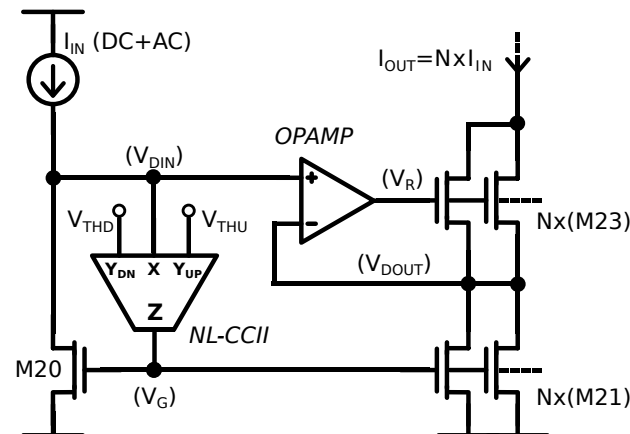 I_IN (DC+AC)
I_OUT=NxI_IN
OPAMP
(V_DIN)
+
(V_R)
V_THD
V_THU
-
Nx(M23)
Y_DN X Y_UP
(V_DOUT)
Z
NL-CCII
M20
(V_G)
Nx(M21)